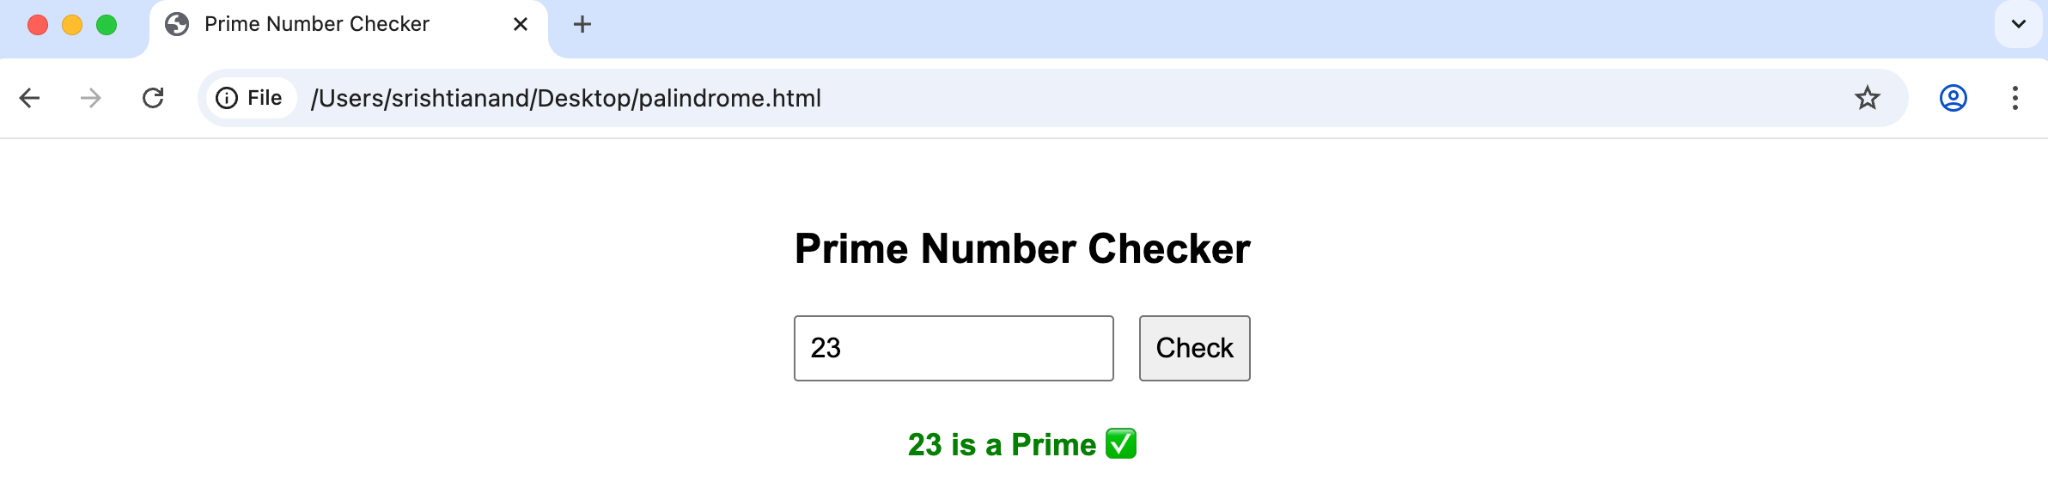 Prime Number Checker
File /Users/srishtianand/Desktop/palindrome.html
Prime Number Checker
23 Check
23 is a Prime ✅